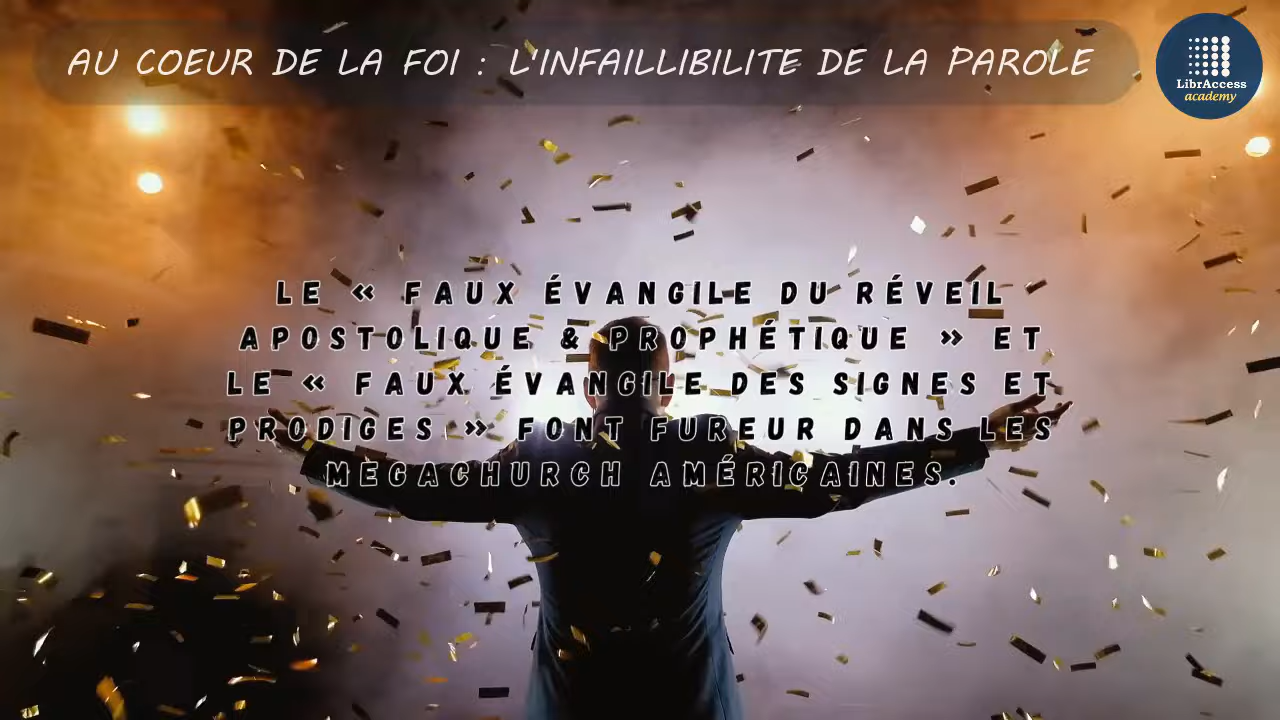 AU COEUR DE LA FOI : L'INFAILLIBILITE DE LA PAROLE
LibrAccess
academy
LE « FAUX ÉVANGILE DU RÉVEIL
APOSTOLIQUE & PROPHÉTIQUE » ET
LE « FAUX ÉVANGILE DES SIGNES ET
PRODIGES » FONT FUREUR DANS LES
MEGACHURCH AMÉRICAINES.